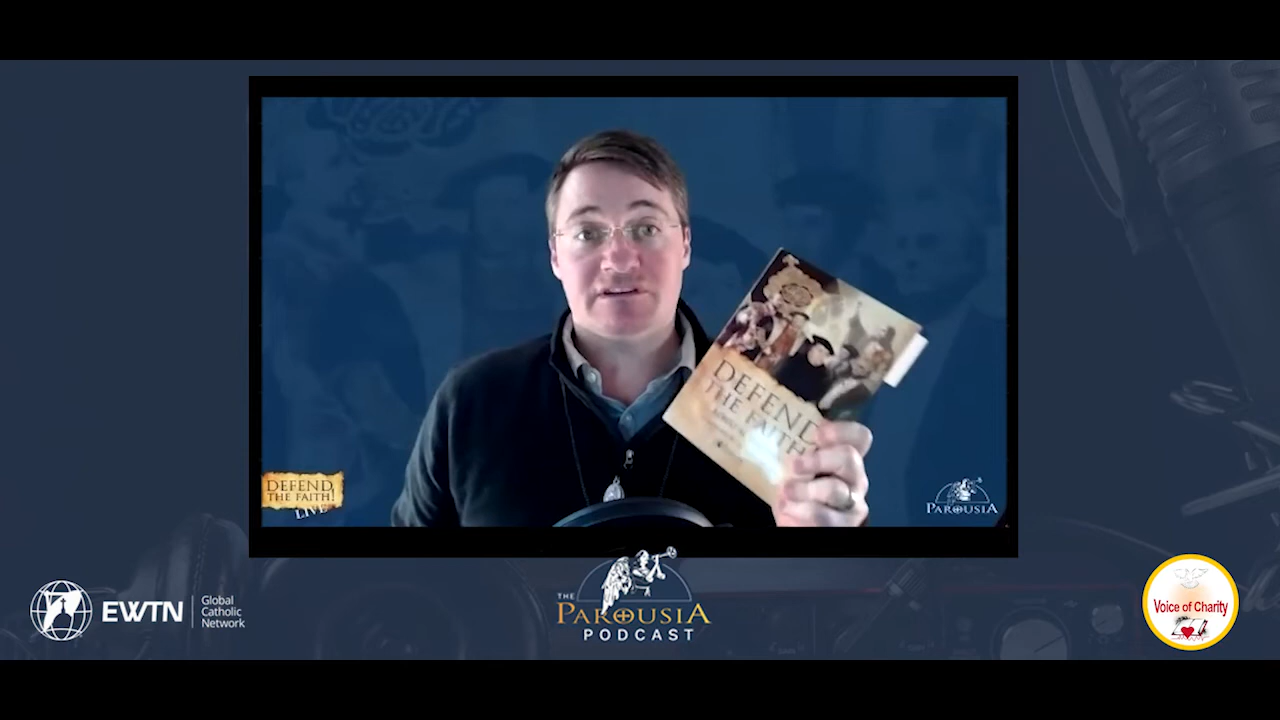 DEFEND
THE FAITH!
DEFEND
THE FAITH!
LIVE
PAROUSIA
EWTN
Global
Catholic
Network
THE
PAROUSIA
PODCAST
Voice of Charity